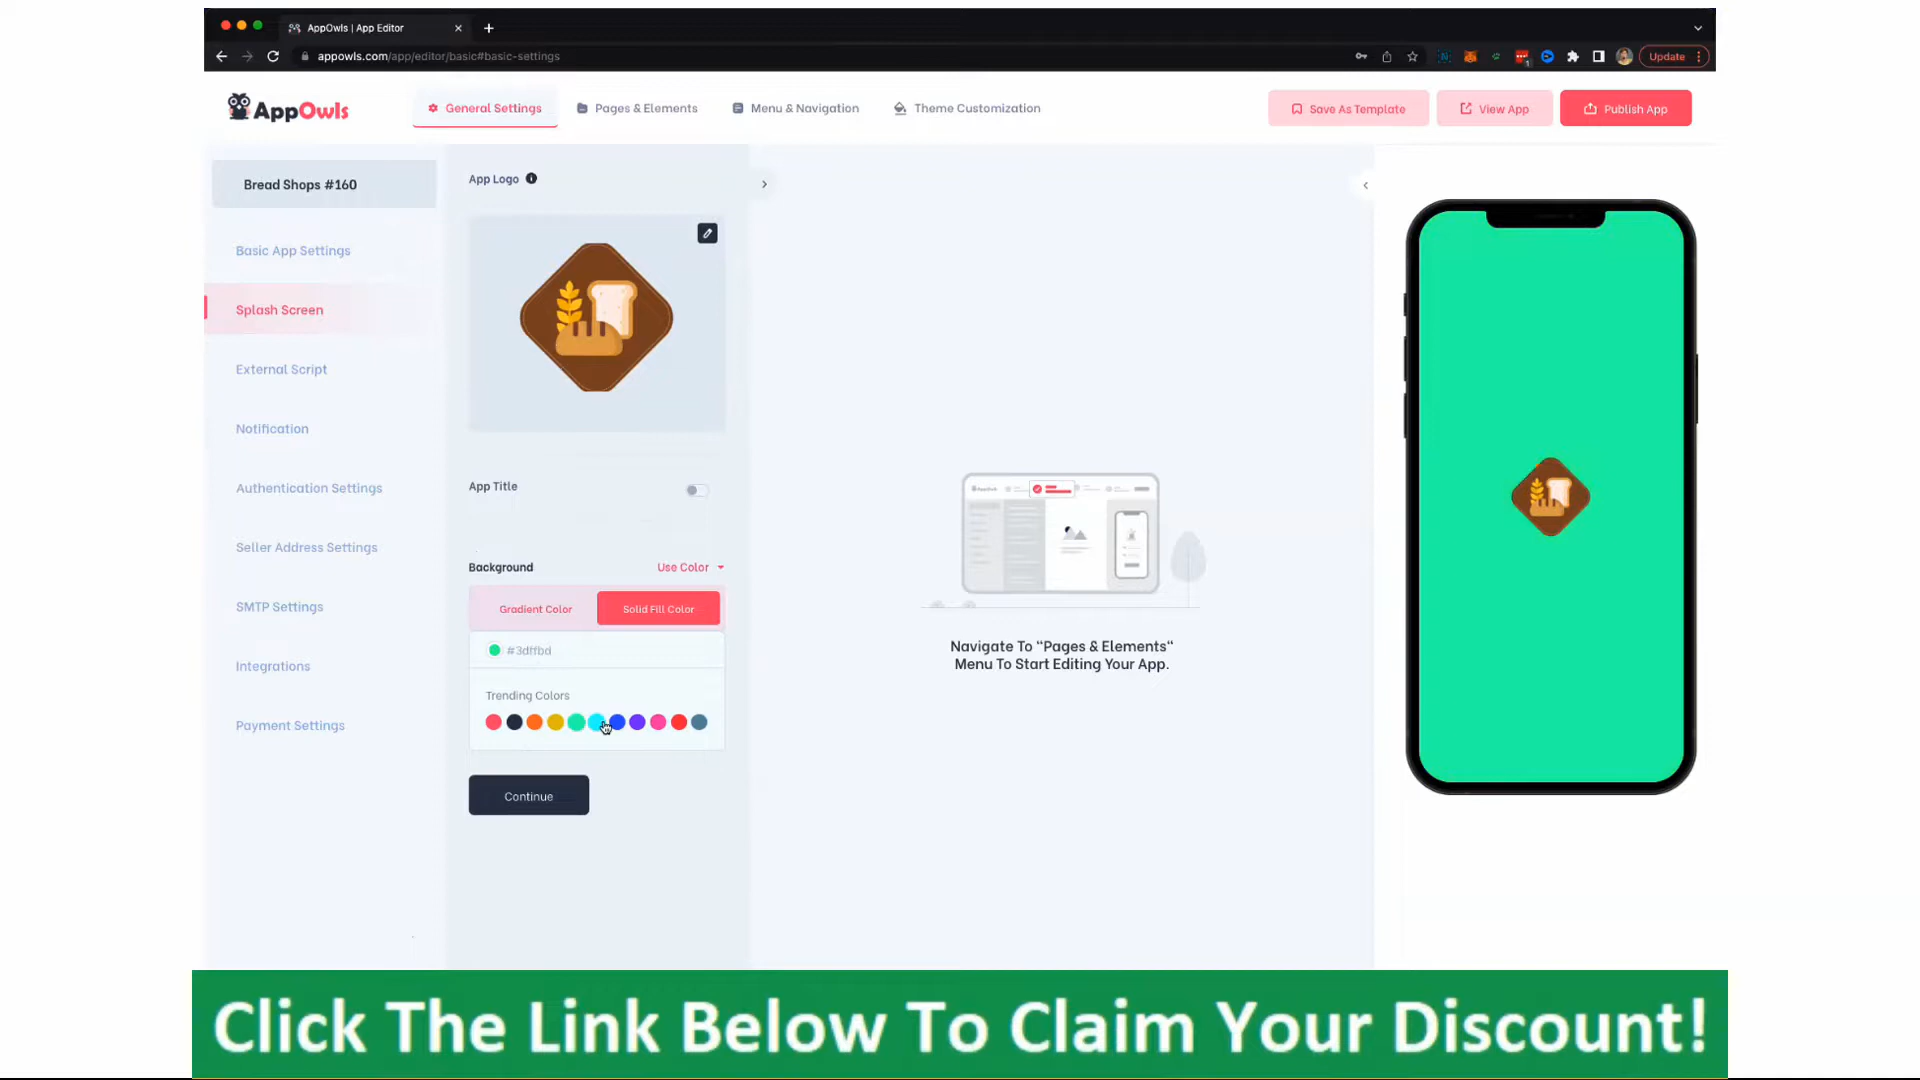 AppOwls | App Editor
appowls.com/app/editor/basic#basic-settings
Update
AppOwls
General Settings
Pages & Elements
Menu & Navigation
Theme Customization
Save As Template
View App
Publish App
Bread Shops #160
Basic App Settings
Splash Screen
External Script
Notification
Authentication Settings
Seller Address Settings
SMTP Settings
Integrations
Payment Settings
App Logo
App Title
Background
Use Color
Gradient Color
Solid Fill Color
#3dffbd
Trending Colors
Continue
AppOwls
Navigate To "Pages & Elements"
Menu To Start Editing Your App.
Click The Link Below To Claim Your Discount!